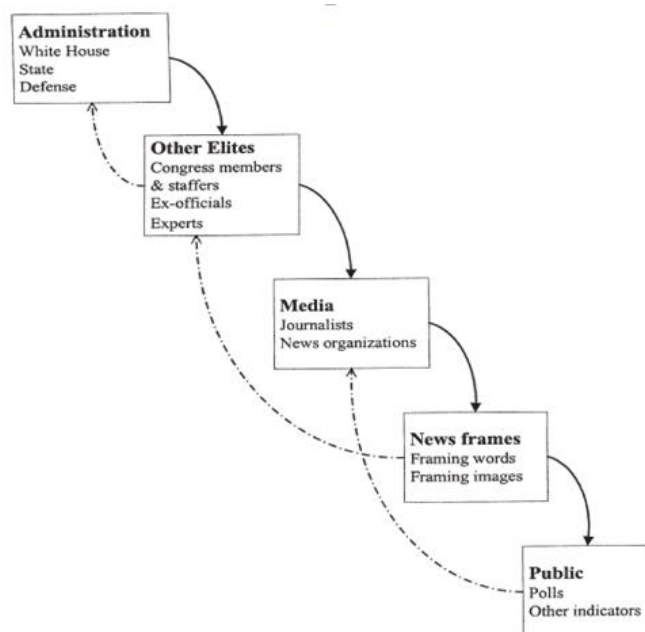 Administration
White House
State
Defense
Other Elites
Congress members
& staffers
Ex-officials
Experts
Media
Journalists
News organizations
News frames
Framing words
Framing images
Public
Polls
Other indicators